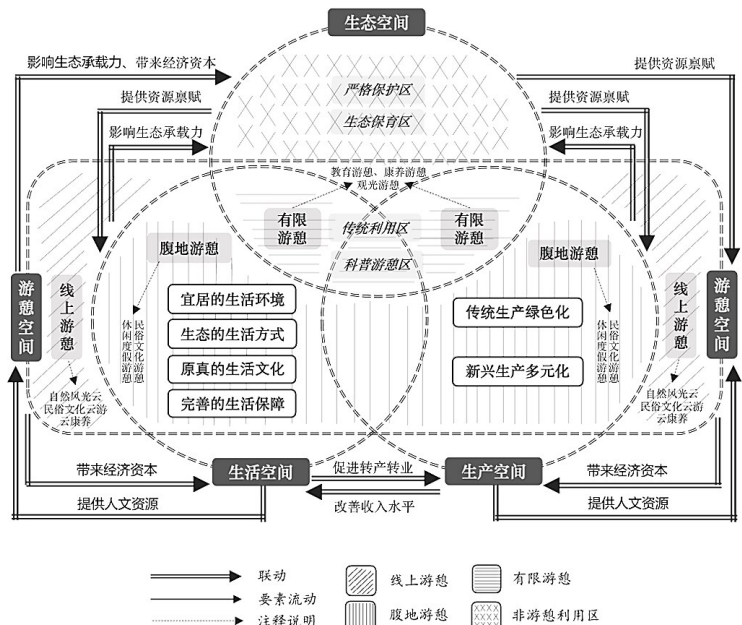 生态空间
影响生态承载力、带来经济资本
提供资源禀赋
提供资源禀赋
提供资源禀赋
影响生态承载力
影响生态承载力
严格保护区
生态保育区
教育游憩、康养游憩
观光游憩
有限
游憩
传统利用区
科普游憩区
有限
游憩
腹地游憩
腹地游憩
游憩空间
线上游憩
民俗文化游憩
休闲度假游憩
宜居的生活环境
生态的生活方式
原真的生活文化
完善的生活保障
传统生产绿色化
新兴生产多元化
民俗文化游憩
休闲度假游憩
线上游憩
游憩空间
自然风光云
民俗文化云游
云康养
自然风光云
民俗文化云游
云康养
生活空间
促进转产转业
改善收入水平
生产空间
带来经济资本
提供人文资源
带来经济资本
提供人文资源
联动
要素流动
注释说明
线上游憩
有限游憩
腹地游憩
非游憩利用区